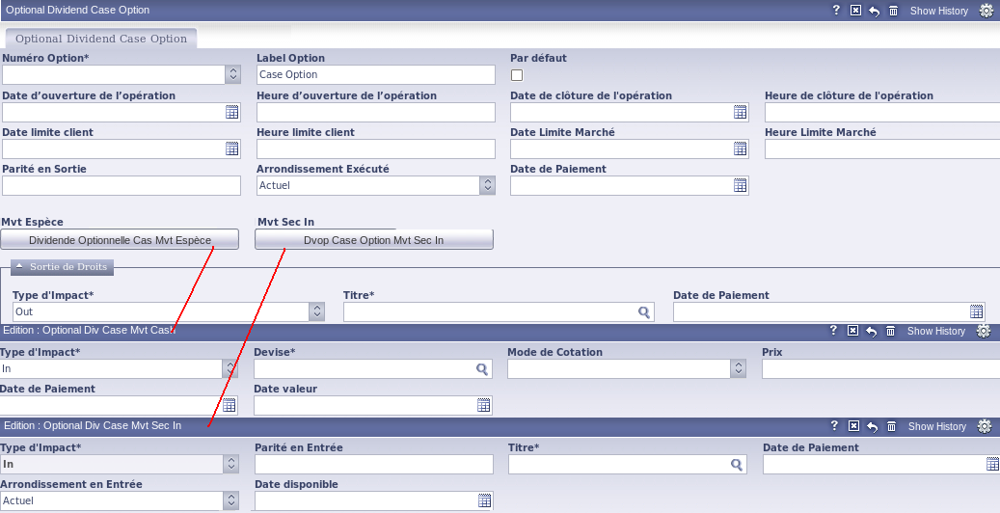 Optional Dividend Case Option ? Show History
Optional Dividend Case Option
Numéro Option* Label Option Par défaut
Case Option
Date d’ouverture de l’opération Heure d’ouverture de l’opération Date de clôture de l'opération Heure de clôture de l'opération
Date limite client Heure limite client Date Limite Marché Heure Limite Marché
Parité en Sortie Arrondissement Exécuté Date de Paiement
Actuel
Mvt Espèce Mvt Sec In
Dividende Optionnelle Cas Mvt Espèce Dvop Case Option Mvt Sec In
Sortie de Droits
Type d'Impact* Titre* Date de Paiement
Out
Edition : Optional Div Case Mvt Cash ? Show History
Type d'Impact* Devise* Mode de Cotation Prix
In
Date de Paiement Date valeur
Edition : Optional Div Case Mvt Sec In ? Show History
Type d'Impact* Parité en Entrée Titre* Date de Paiement
In
Arrondissement en Entrée Date disponible
Actuel